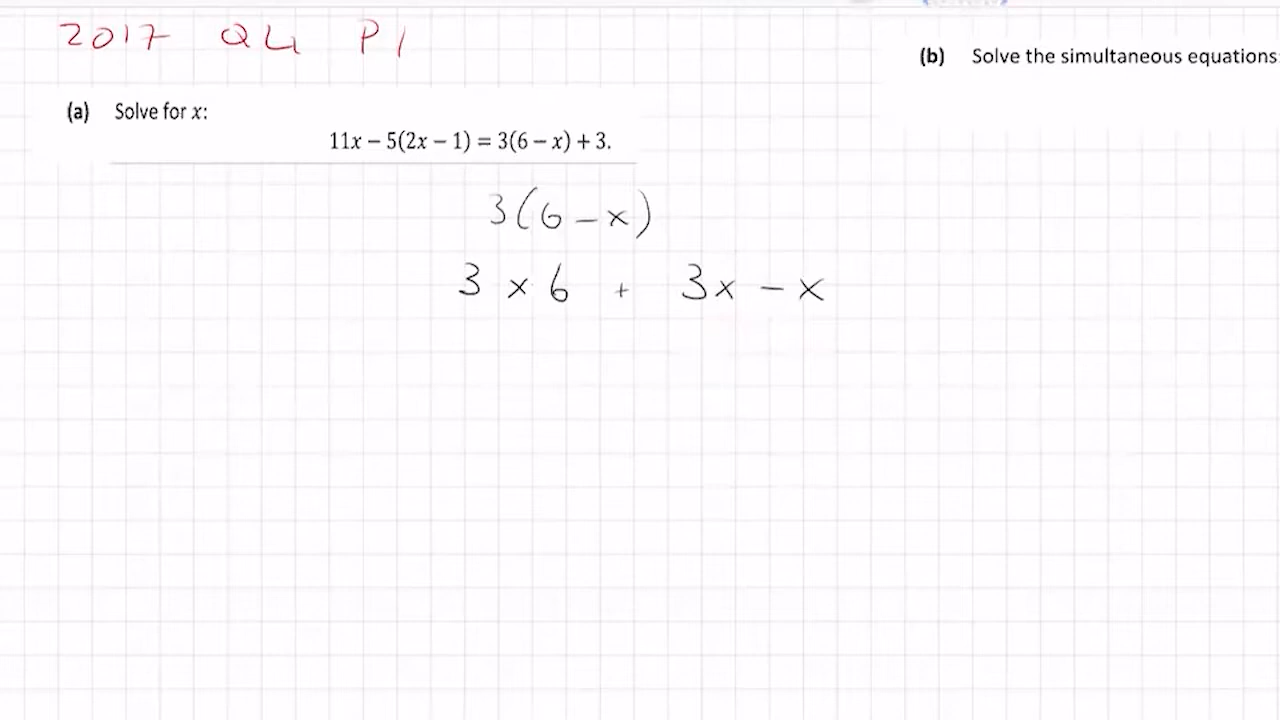 2017 Q4 P1
(a) Solve for x:
11x – 5(2x – 1) = 3(6 – x) + 3.
3(6 – x)
3 × 6 + 3 × – x
(b) Solve the simultaneous equations